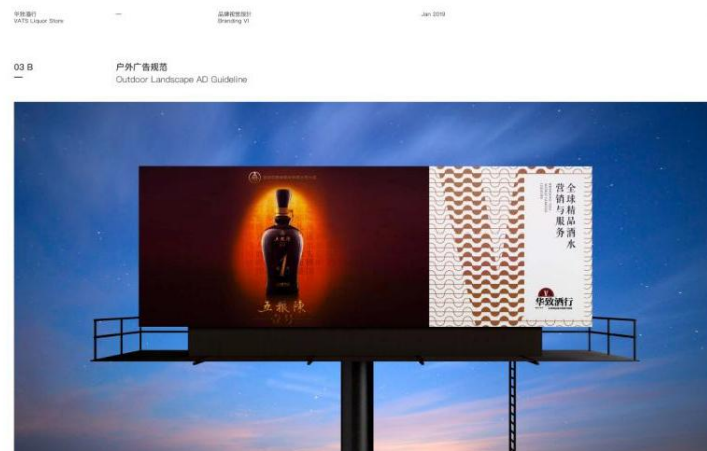 华致酒行
VATS Liquor Store
—
品牌视觉设计
Branding VI
Jan 2019
03 B
户外广告规范
Outdoor Landscape AD Guideline
五粮陈
全球精品酒水
营销与服务
华致酒行